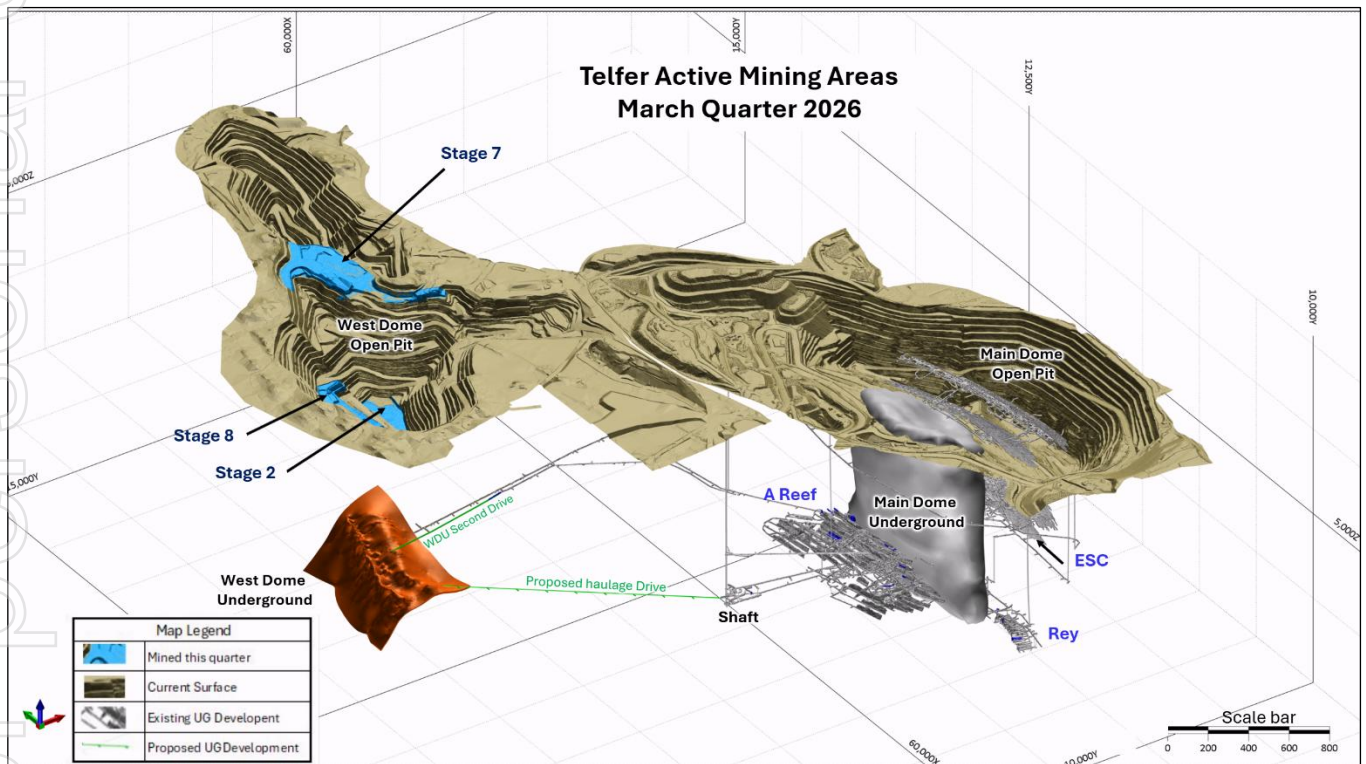 60,000X
15,000Y
12,500Y
10,000Y
Telfer Active Mining Areas
March Quarter 2026
Stage 7
West Dome
Open Pit
Main Dome
Open Pit
Stage 8
Stage 2
15,000Y
5,000Z
A Reef
Main Dome
Underground
WDU Second Drive
ESC
West Dome
Underground
Proposed haulage Drive
Shaft
Rey
Map Legend
Mined this quarter
Current Surface
Existing UG Developent
Proposed UG Development
Scale bar
0 200 400 600 800
60,000X
10,000Y